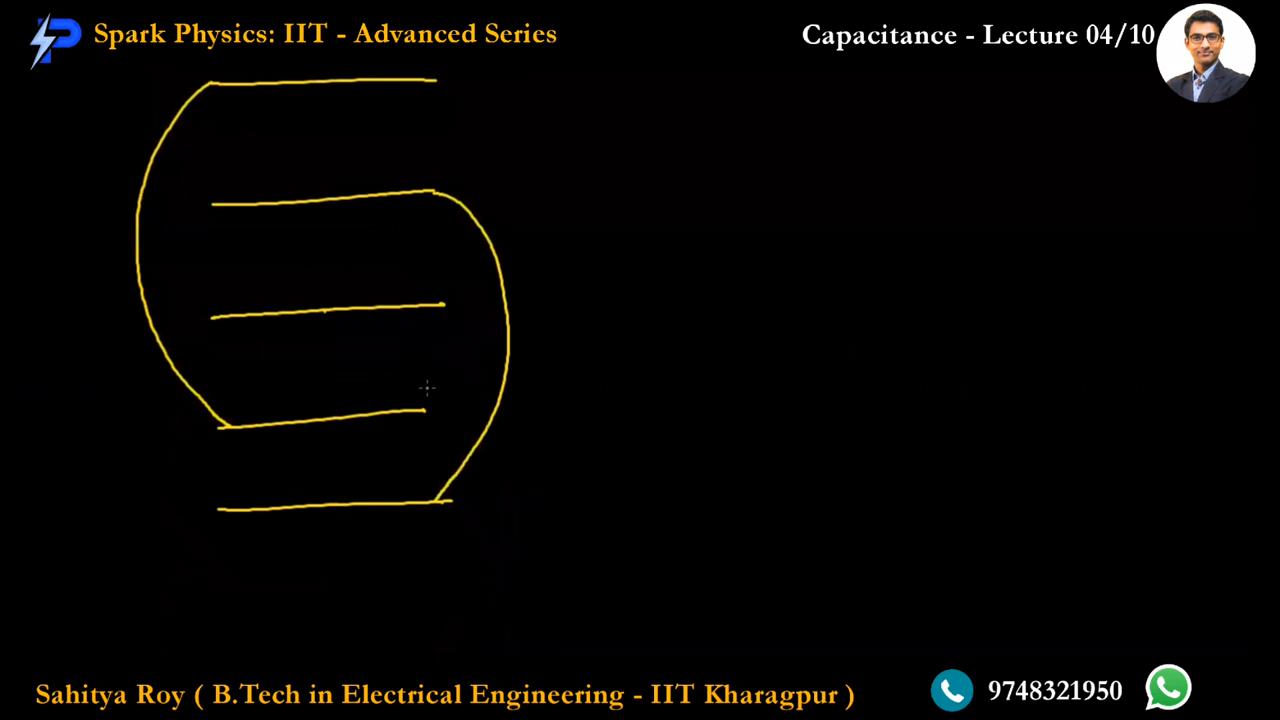 Spark Physics: IIT - Advanced Series
Capacitance - Lecture 04/10
Sahitya Roy ( B.Tech in Electrical Engineering - IIT Kharagpur )
9748321950